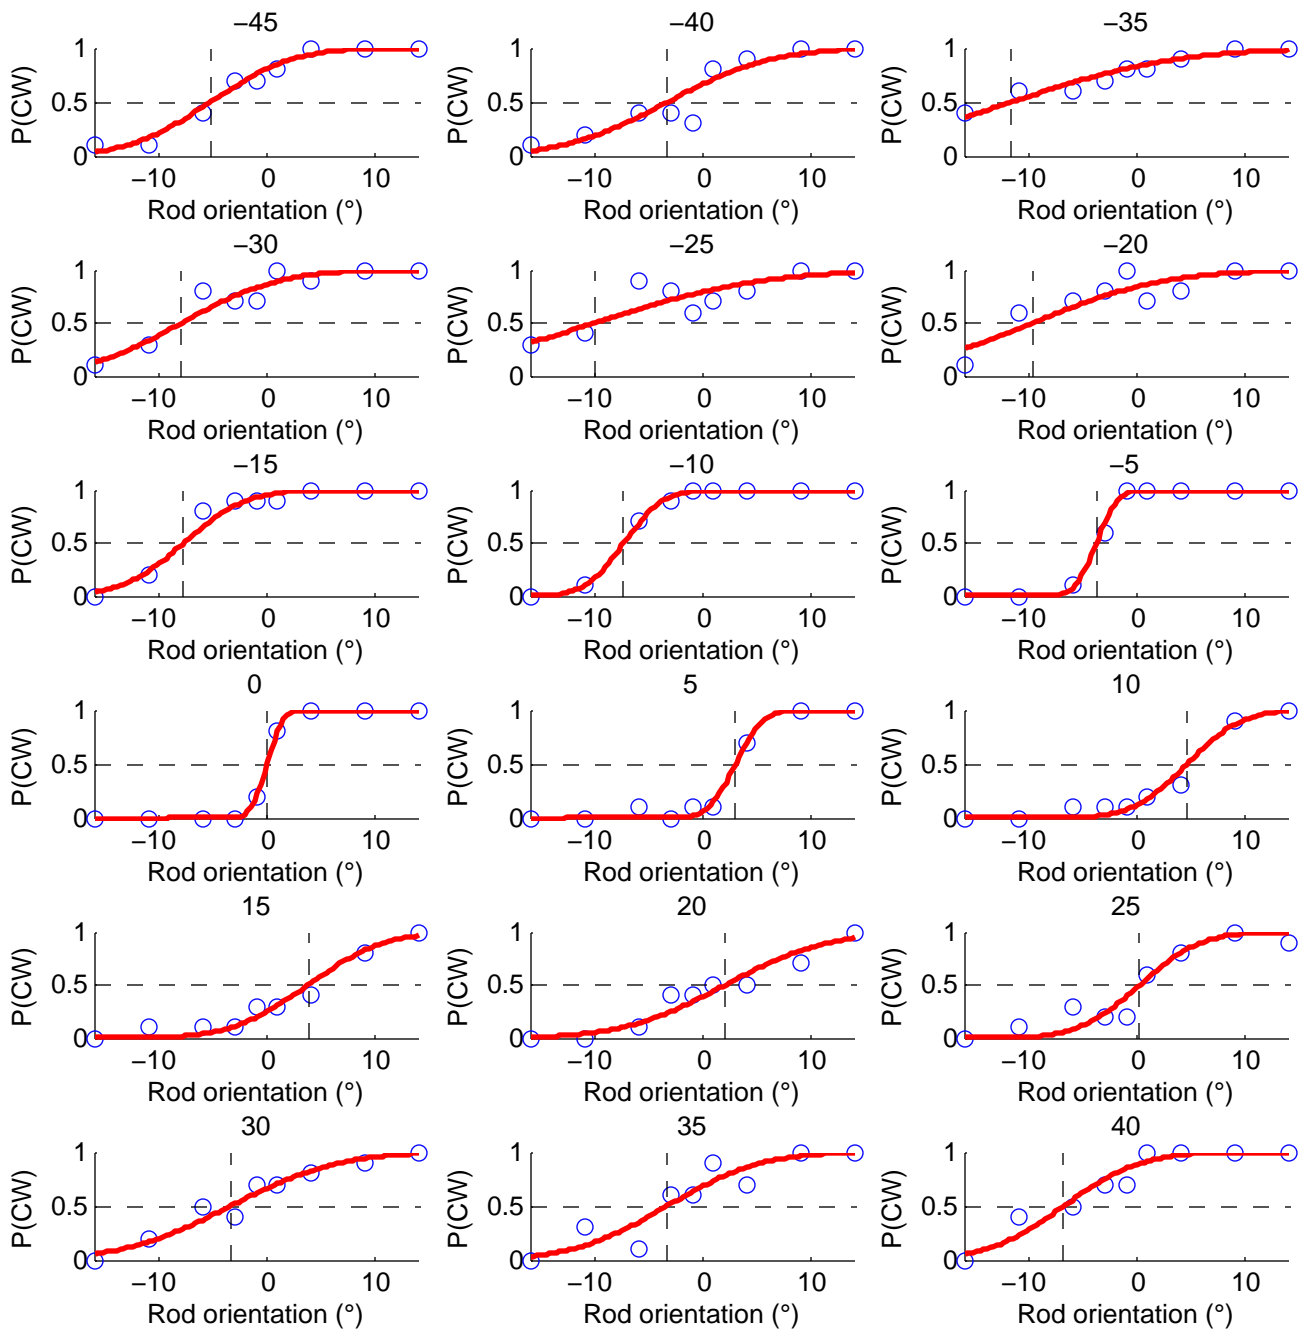 −45 −40 −35
1 1 1
P(CW) 0.5 P(CW) 0.5 P(CW) 0.5
0 0 0
−10 0 10 −10 0 10 −10 0 10
Rod orientation (°) Rod orientation (°) Rod orientation (°)
−30 −25 −20
1 1 1
P(CW) 0.5 P(CW) 0.5 P(CW) 0.5
0 0 0
−10 0 10 −10 0 10 −10 0 10
Rod orientation (°) Rod orientation (°) Rod orientation (°)
−15 −10 −5
1 1 1
P(CW) 0.5 P(CW) 0.5 P(CW) 0.5
0 0 0
−10 0 10 −10 0 10 −10 0 10
Rod orientation (°) Rod orientation (°) Rod orientation (°)
0 5 10
1 1 1
P(CW) 0.5 P(CW) 0.5 P(CW) 0.5
0 0 0
−10 0 10 −10 0 10 −10 0 10
Rod orientation (°) Rod orientation (°) Rod orientation (°)
15 20 25
1 1 1
P(CW) 0.5 P(CW) 0.5 P(CW) 0.5
0 0 0
−10 0 10 −10 0 10 −10 0 10
Rod orientation (°) Rod orientation (°) Rod orientation (°)
30 35 40
1 1 1
P(CW) 0.5 P(CW) 0.5 P(CW) 0.5
0 0 0
−10 0 10 −10 0 10 −10 0 10
Rod orientation (°) Rod orientation (°) Rod orientation (°)